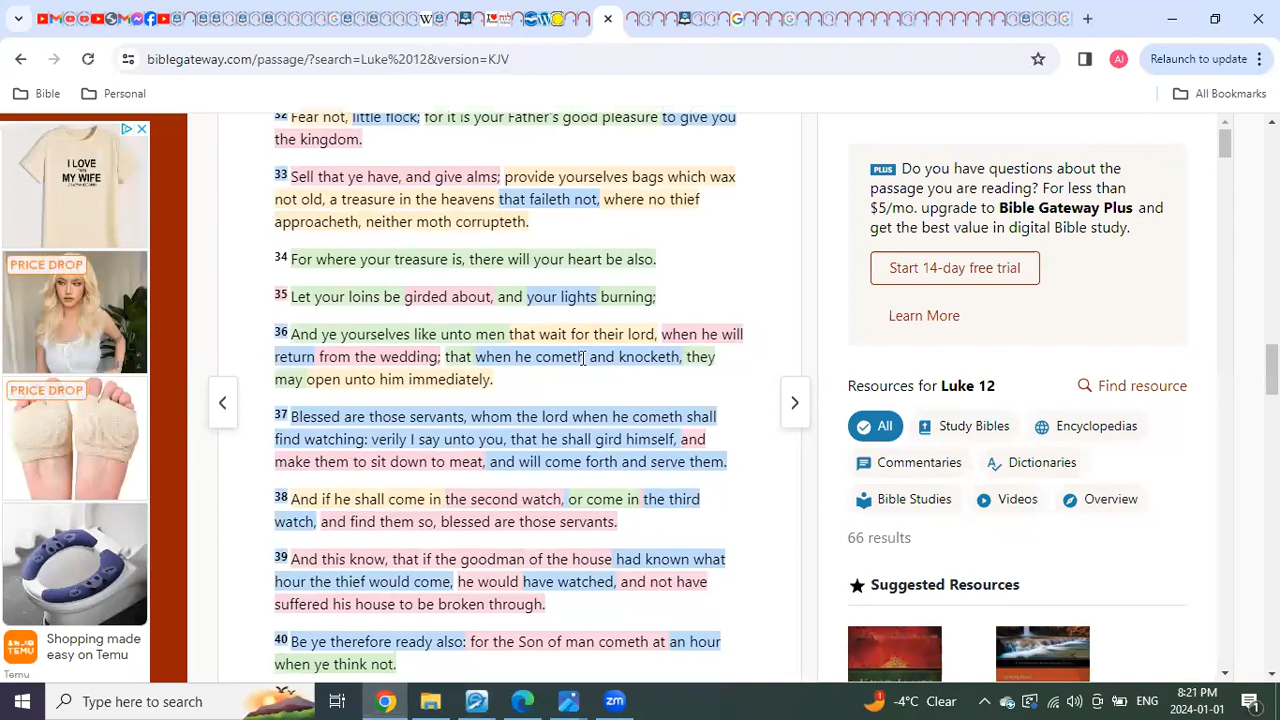 biblegateway.com/passage/?search=Luke%2012&version=KJV
AI
Relaunch to update
Bible
Personal
All Bookmarks
I LOVE
MY WIFE
PRICE DROP
PRICE DROP
Shopping made
easy on Temu
Temu
32 Fear not, little flock; for it is your Father's good pleasure to give you
the kingdom.
33 Sell that ye have, and give alms; provide yourselves bags which wax
not old, a treasure in the heavens that faileth not, where no thief
approacheth, neither moth corrupteth.
34 For where your treasure is, there will your heart be also.
35 Let your loins be girded about, and your lights burning;
36 And ye yourselves like unto men that wait for their lord, when he will
return from the wedding; that when he cometh and knocketh, they
may open unto him immediately.
37 Blessed are those servants, whom the lord when he cometh shall
find watching: verily I say unto you, that he shall gird himself, and
make them to sit down to meat, and will come forth and serve them.
38 And if he shall come in the second watch, or come in the third
watch, and find them so, blessed are those servants.
39 And this know, that if the goodman of the house had known what
hour the thief would come, he would have watched, and not have
suffered his house to be broken through.
40 Be ye therefore ready also: for the Son of man cometh at an hour
when ye think not.
PLUS Do you have questions about the
passage you are reading? For less than
$5/mo. upgrade to Bible Gateway Plus and
get the best value in digital Bible study.
Start 14-day free trial
Learn More
Resources for Luke 12
Find resource
All
Study Bibles
Encyclopedias
Commentaries
Dictionaries
Bible Studies
Videos
Overview
66 results
Suggested Resources
Type here to search
-4°C Clear
ENG
8:21 PM
2024-01-01